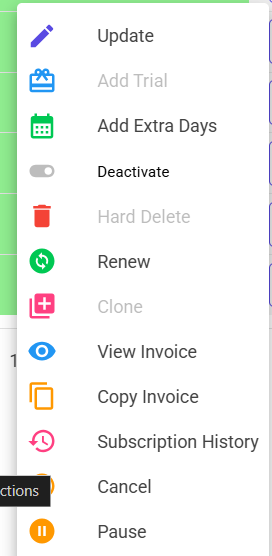 Update
Add Trial
Add Extra Days
Deactivate
Hard Delete
Renew
Clone
View Invoice
1
Copy Invoice
Subscription History
ctions
Cancel
Pause